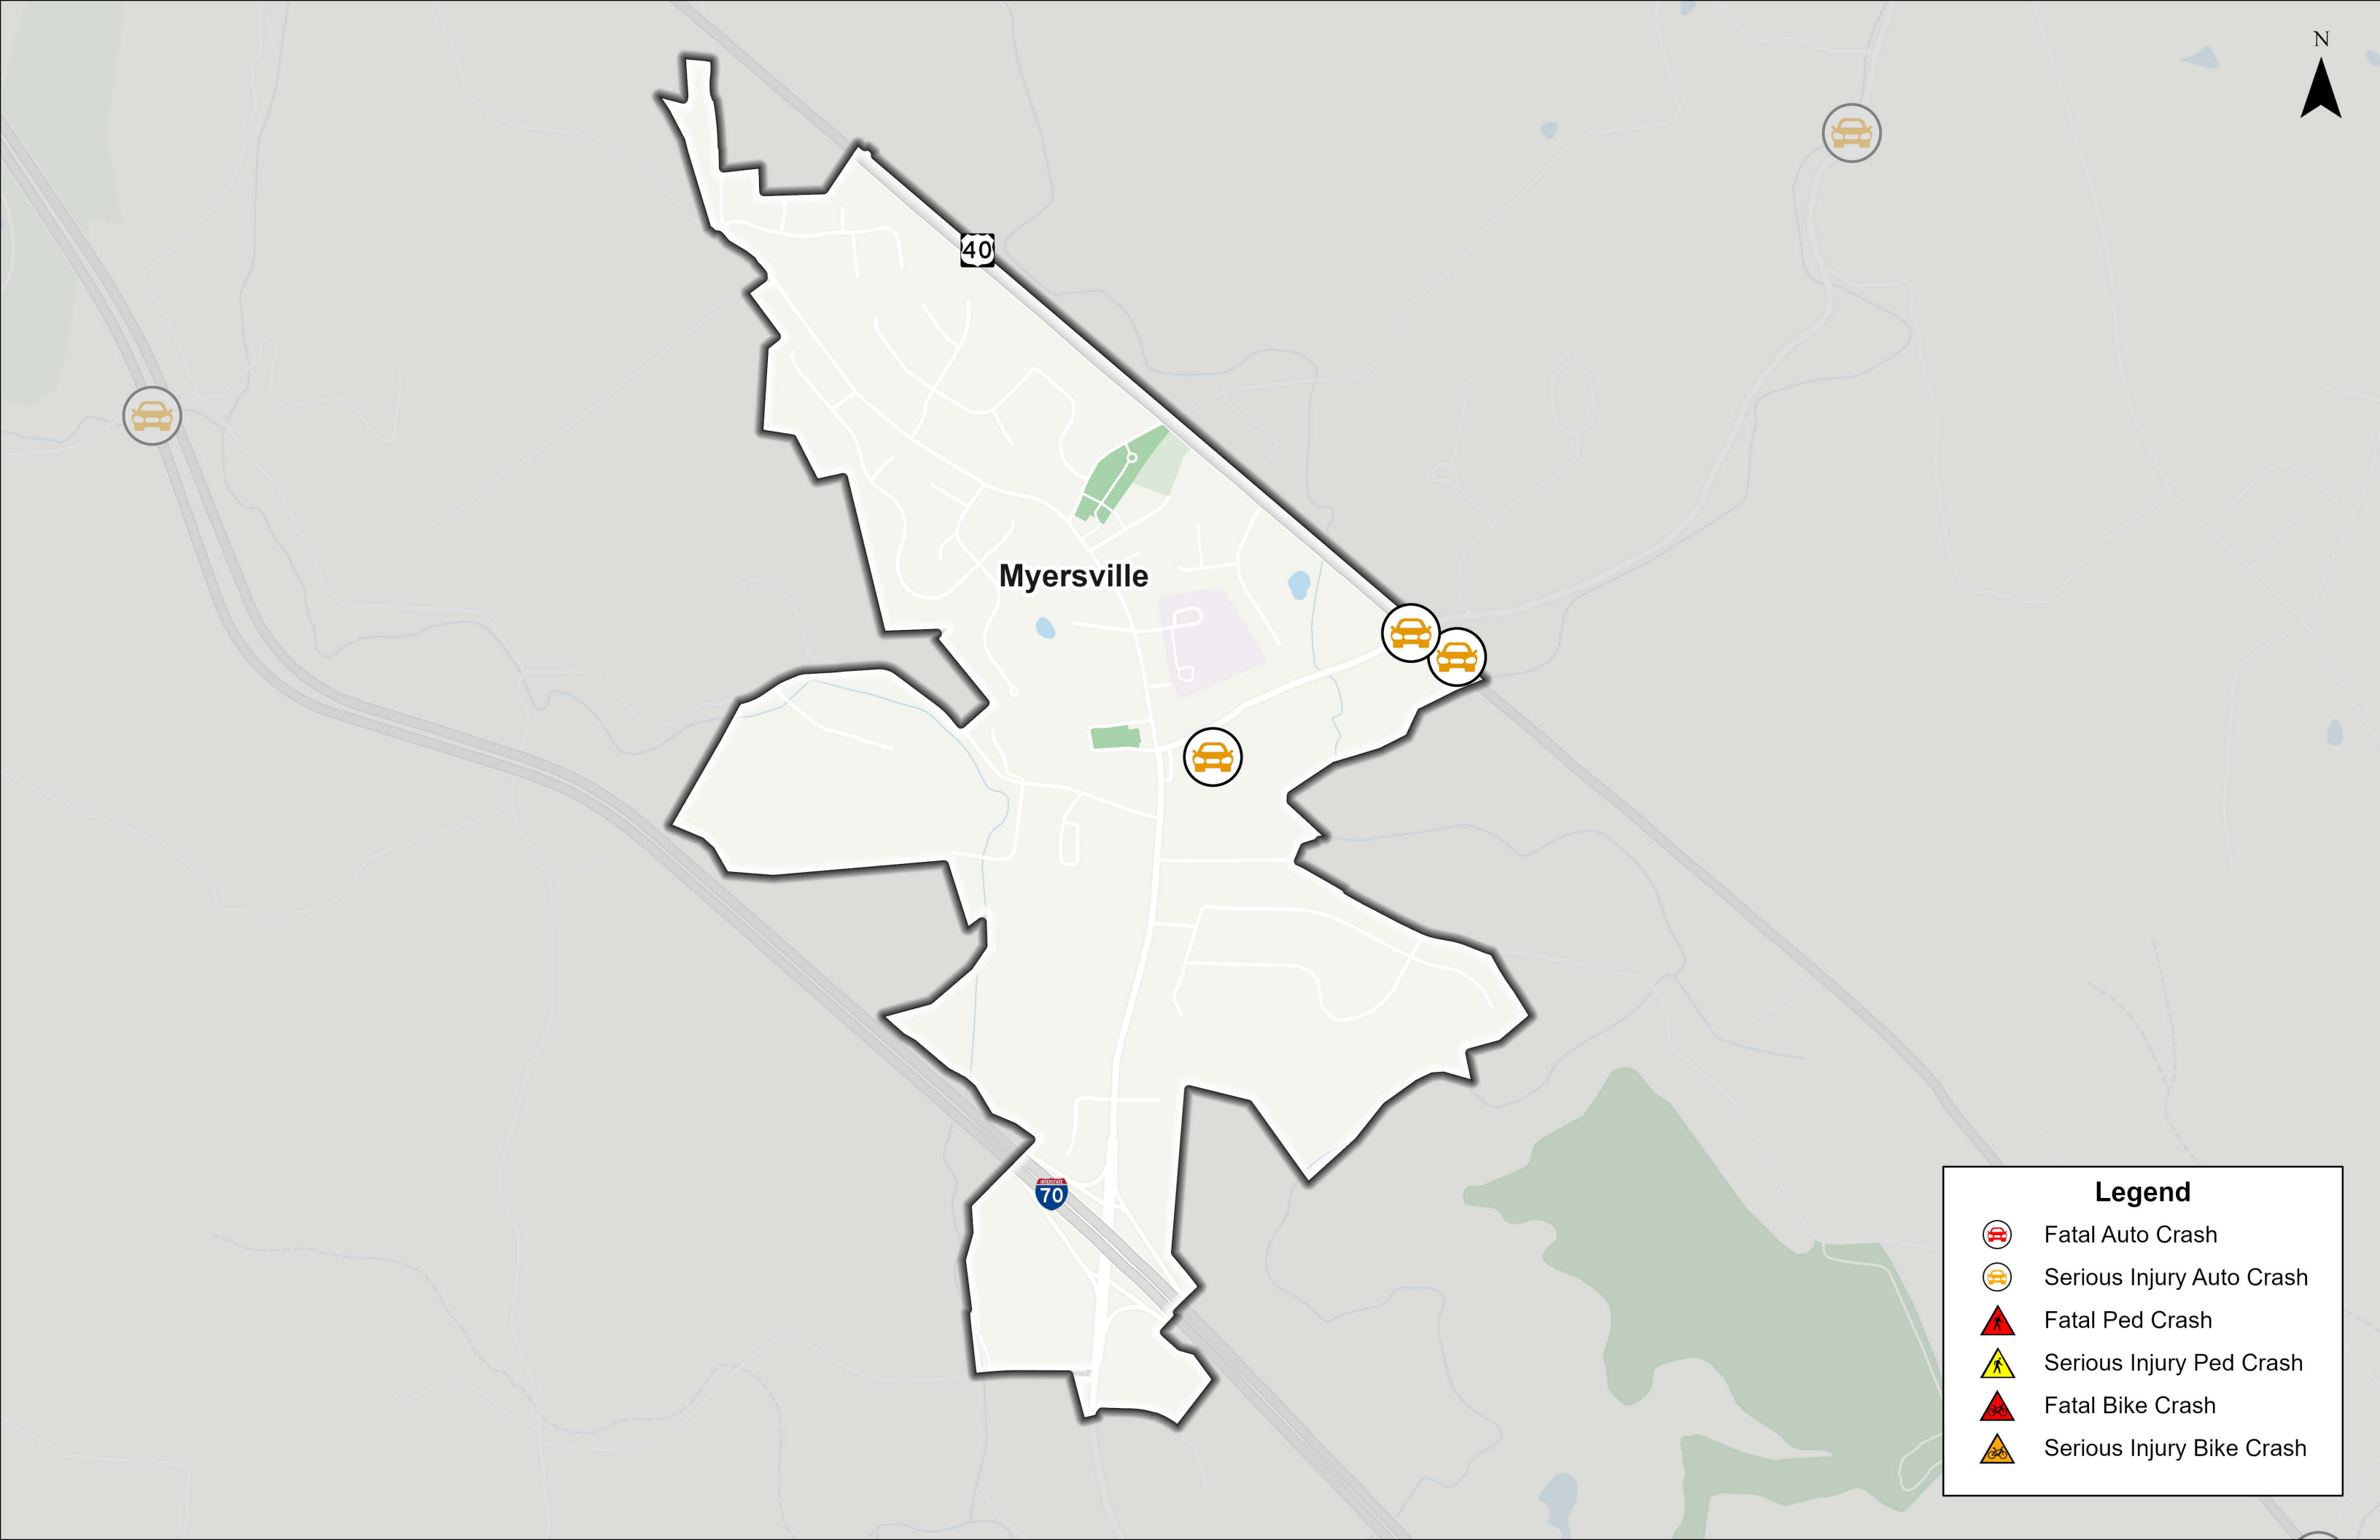 N
40
Myersville
INTERSTATE
70
Legend
Fatal Auto Crash
Serious Injury Auto Crash
Fatal Ped Crash
Serious Injury Ped Crash
Fatal Bike Crash
Serious Injury Bike Crash